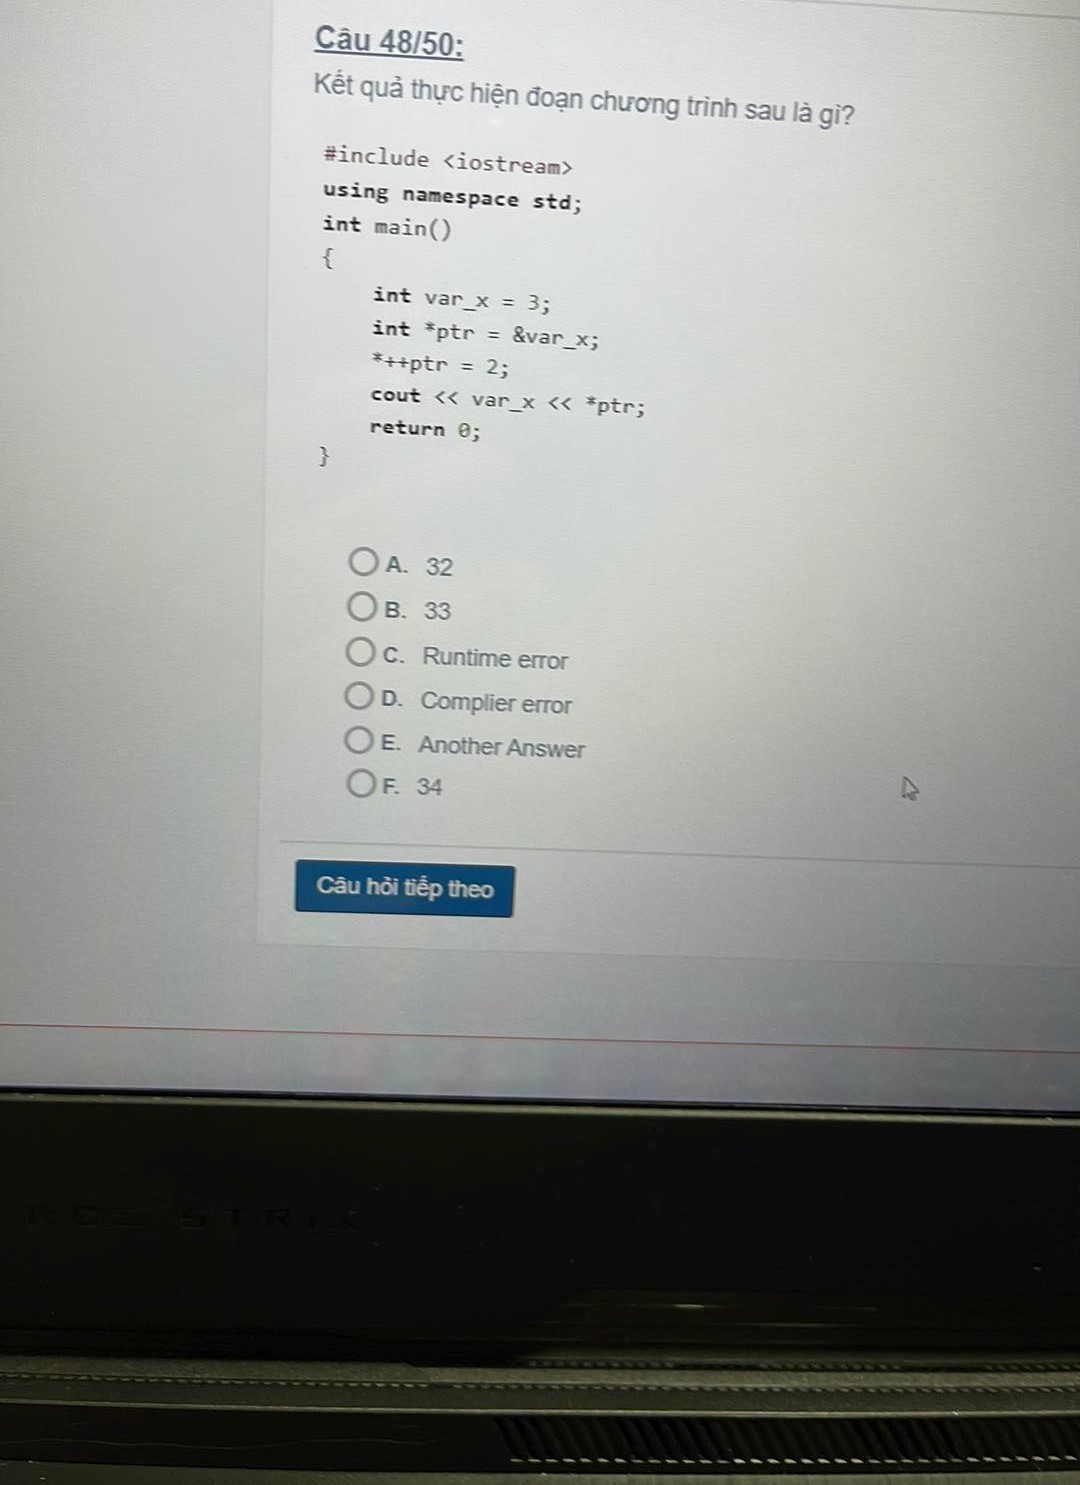 Câu 48/50:
Kết quả thực hiện đoạn chương trình sau là gì?
#include <iostream>
using namespace std;
int main()
{
int var_x = 3;
int *ptr = &var_x;
*++ptr = 2;
cout << var_x << *ptr;
return 0;
}
A. 32
B. 33
C. Runtime error
D. Complier error
E. Another Answer
F. 34
Câu hỏi tiếp theo
STRIX